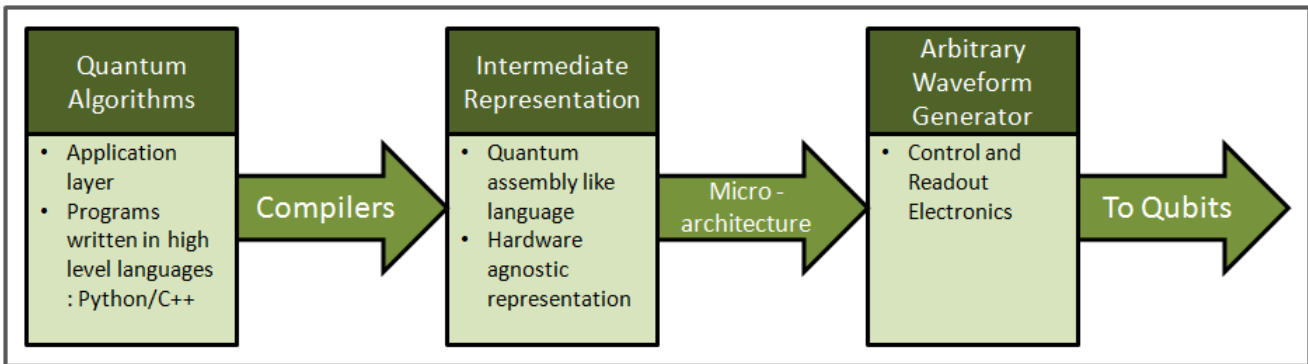 Quantum
Algorithms
• Application
layer
• Programs
written in high
level languages
: Python/C++
Compilers
Intermediate
Representation
• Quantum
assembly like
language
• Hardware
agnostic
representation
Micro -
architecture
Arbitrary
Waveform
Generator
• Control and
Readout
Electronics
To Qubits